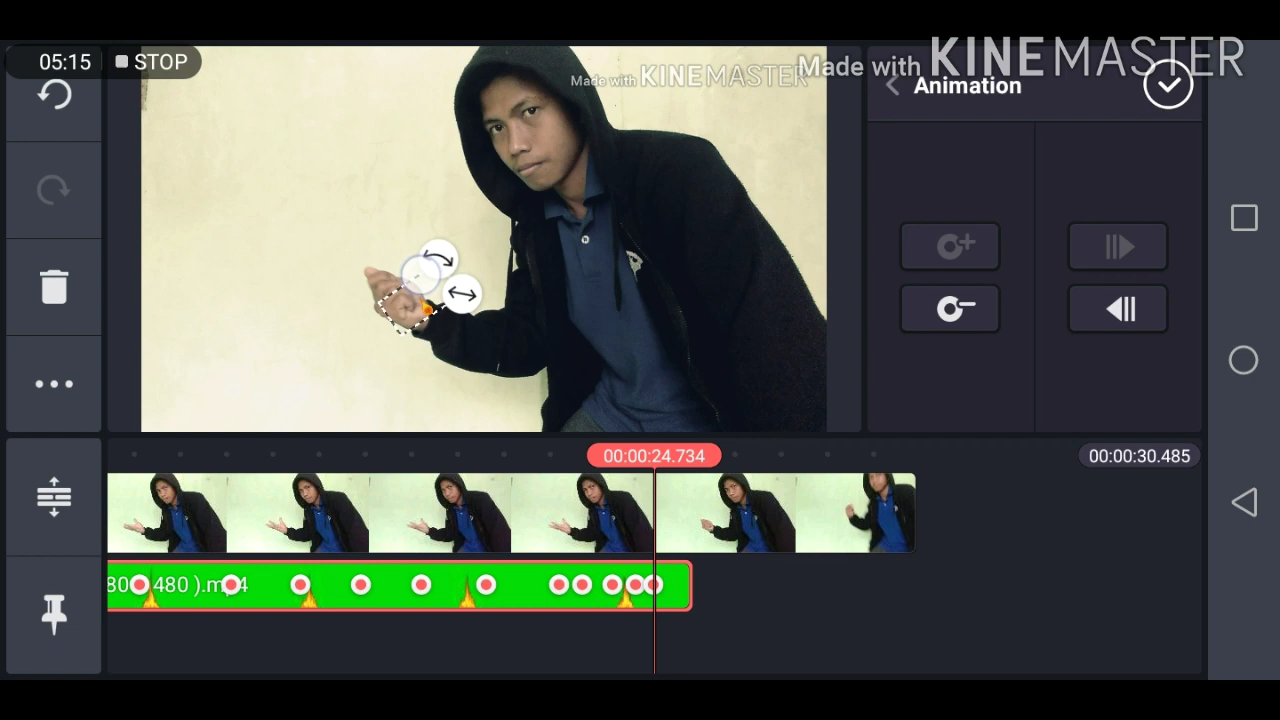 05:15 STOP
Made with KINEMASTER
Made with KINEMASTER
Animation
00:00:24.734
00:00:30.485
80 480 ).mp4